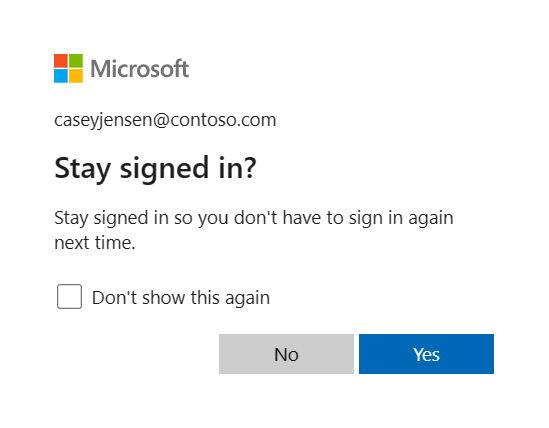 Microsoft
caseyjensen@contoso.com
Stay signed in?
Stay signed in so you don't have to sign in again
next time.
Don't show this again
No
Yes